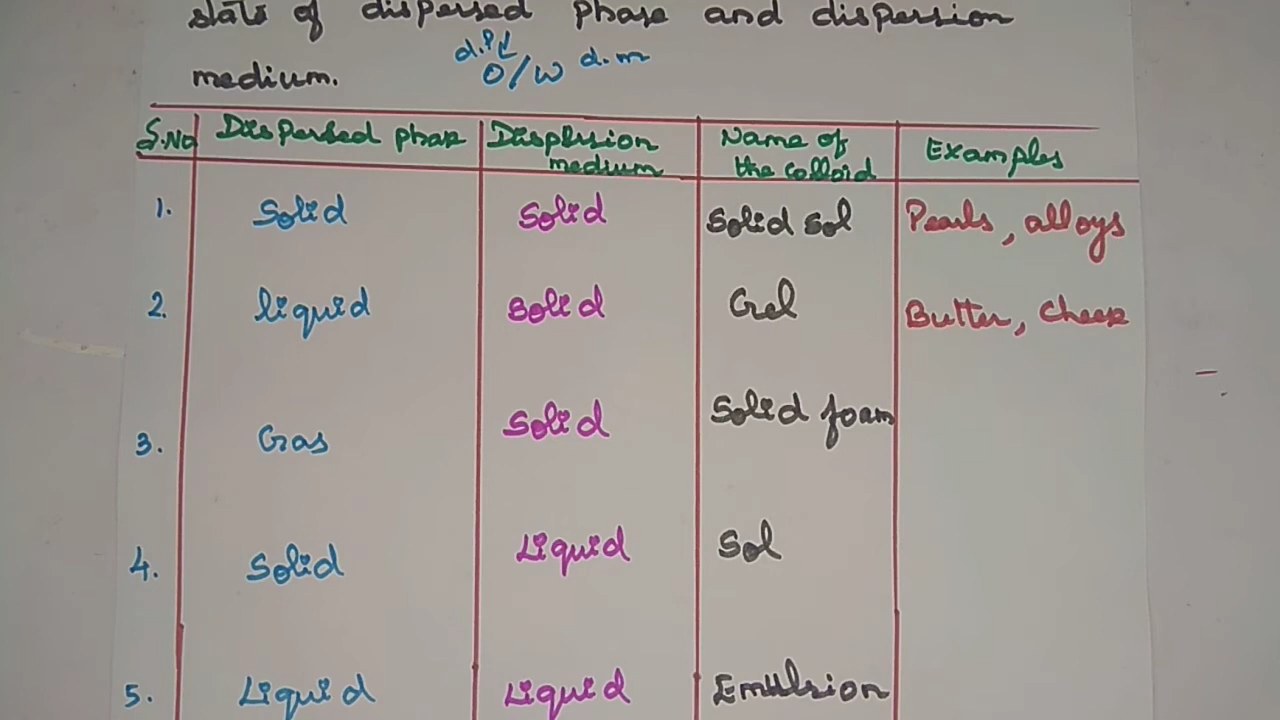 state of dispersed phase and dispersion
d.p
medium. O/W d.m
S.No Dispersed phase Dispersion medium Name of the colloid Examples
1. Solid Solid Solid sol Pearls, alloys
2. liquid Solid Gel Butter, cheese
3. Gas Solid Solid foam
4. Solid Liquid Sol
5. Liquid Liquid Emulsion